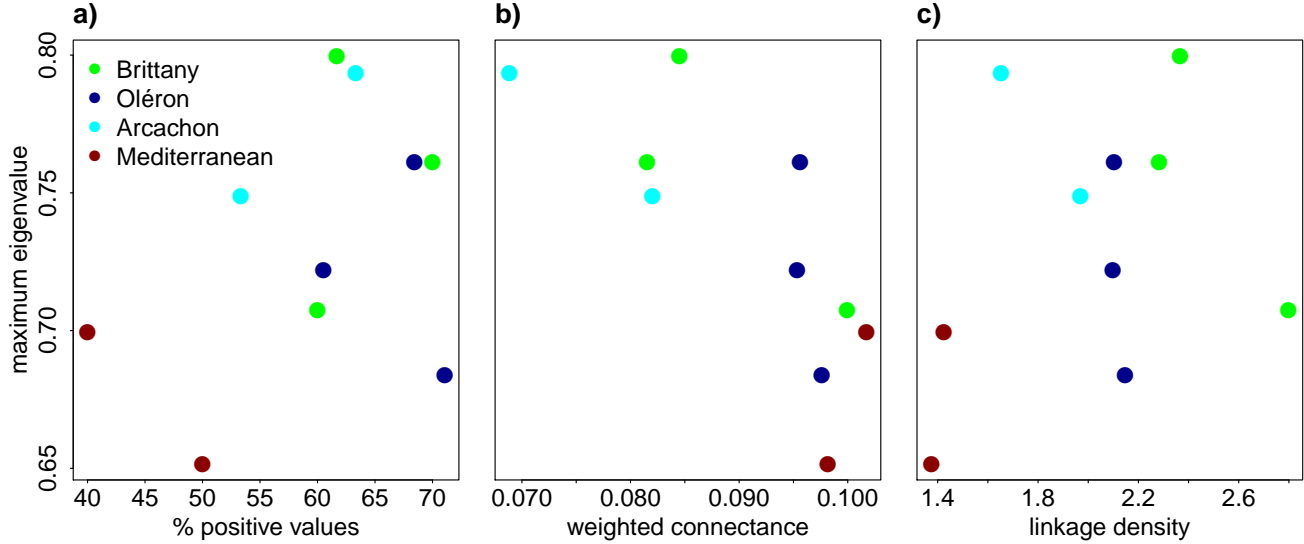 a)
b)
c)
maximum eigenvalue
0.80
0.75
0.70
0.65
Brittany
Oléron
Arcachon
Mediterranean
40 45 50 55 60 65 70
% positive values
0.070 0.080 0.090 0.100
weighted connectance
1.4 1.8 2.2 2.6
linkage density